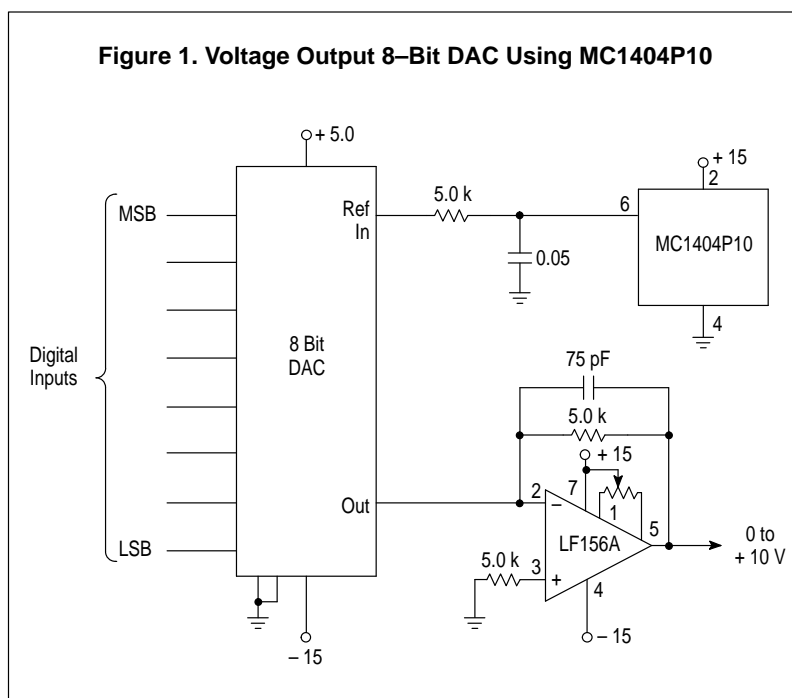 Figure 1. Voltage Output 8–Bit DAC Using MC1404P10
+ 5.0
+ 15
2
MSB
Ref
In
5.0 k
6
MC1404P10
0.05
4
Digital
Inputs
8 Bit
DAC
75 pF
5.0 k
+ 15
Out
2
–
7
1
5
LF156A
0 to
+ 10 V
LSB
5.0 k
3
+
4
– 15
– 15